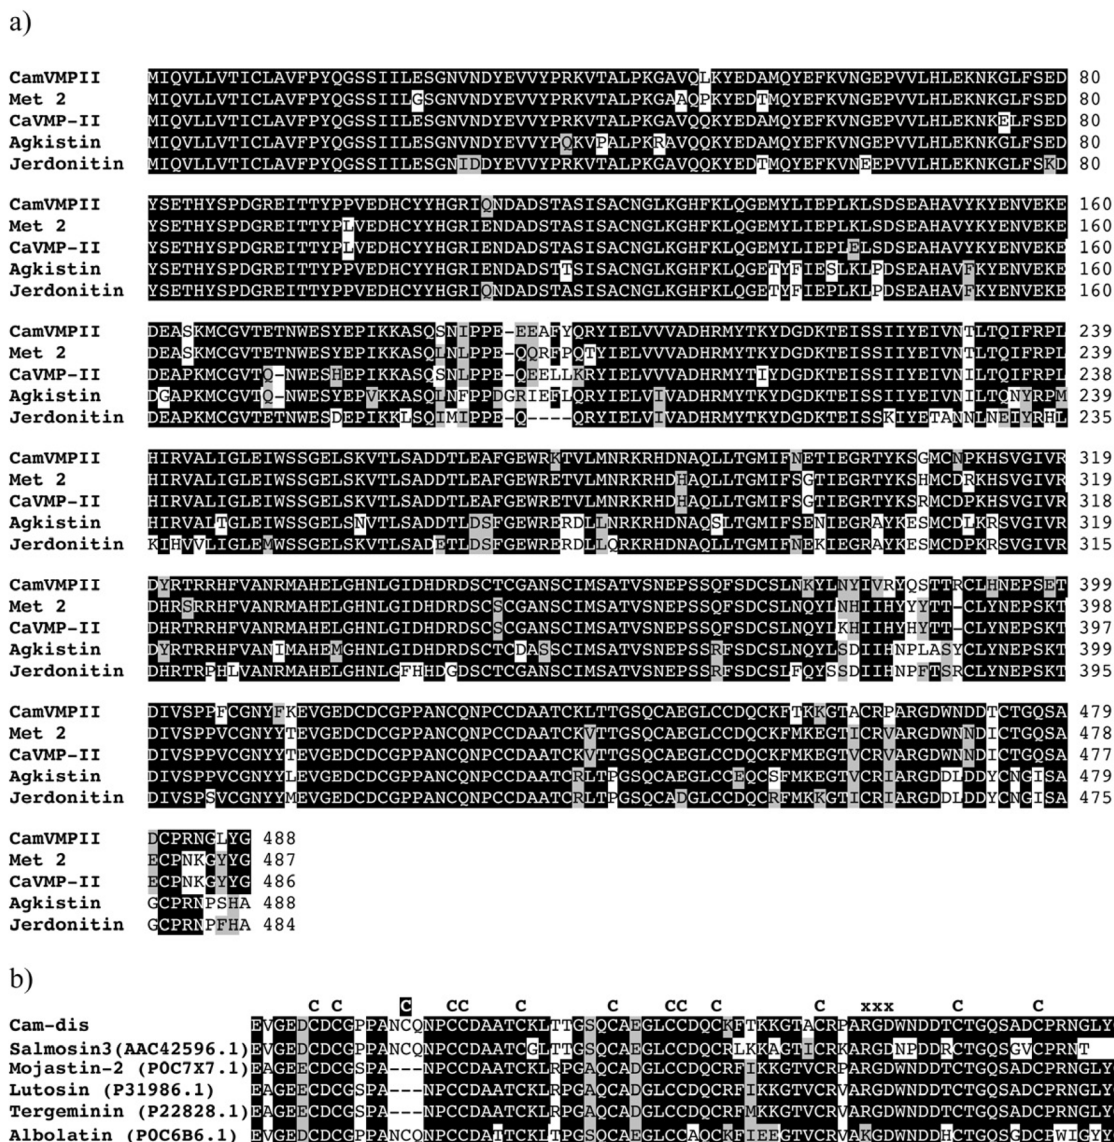 a)
CamVMPII MIQVLLVTICLAVFPYQGSSIILESGNVNDYEVVYPRKVTALPKGAVQLKYEDAMQYEFKVNGEPVVLHLEKNKGLFSED 80
Met 2 MIQVLLVTICLAVFPYQGSSIILGSGNVNDYEVVYPRKVTALPKGAAQPKYEDTMQYEFKVNGEPVVLHLEKNKGLFSED 80
CaVMP-II MIQVLLVTICLAVFPYQGSSIILESGNVNDYEVVYPRKVTALPKGAVQQKYEDAMQYEFKVNGEPVVLHLEKNKELFSED 80
Agkistin MIQVLLVTICLAVFPYQGSSIILESGNVNDYEVVYPQKVPALPKRAVQQKYEDAMQYEFKVNGEPVVLHLEKNKGLFSED 80
Jerdonitin MIQVLLVTICLAVFPYQGSSIILESGNIDDYEVVYPRKVTALPKGAVQQKYEDTMQYEFKVNEEPVVLHLEKNKGLFSKD 80
CamVMPII YSETHYSPDGREITTYPPVEDHCYYHGRIQNDADSTASISACNGLKGHFKLQGEMYLIEPLKLSDSEAHAVYKYENVEKE 160
Met 2 YSETHYSPDGREITTYPLVEDHCYYHGRIENDADSTASISACNGLKGHFKLQGEMYLIEPLKLSDSEAHAVYKYENVEKE 160
CaVMP-II YSETHYSPDGREITTYPLVEDHCYYHGRIENDADSTASISACNGLKGHFKLQGEMYLIEPLELSDSEAHAVYKYENVEKE 160
Agkistin YSETHYSPDGREITTYPPVEDHCYYHGRIENDADSTTSISACNGLKGHFKLQGETYFIESLKLPDSEAHAVFKYENVEKE 160
Jerdonitin YSETHYSPDGREITTYPPVEDHCYYHGRIQNDADSTASISACNGLKGHFKLQGETYFIEPLKLPDSEAHAVFKYENVEKE 160
CamVMPII DEASKMCGVTETNWESYEPIKKASQSNIPPE-EEAFYQRYIELVVVADHRMYTKYDGDKTEISSIIYEIVNTLTQIFRPL 239
Met 2 DEASKMCGVTETNWESYEPIKKASQLNLPPE-QQRFPQTYIELVVVADHRMYTKYDGDKTEISSIIYEIVNTLTQIFRPL 239
CaVMP-II DEAPKMCGVTQ-NWESHEPIKKASQSNLPPE-QEELLKRYIELVVVADHRMYTIYDGDKTEISSIIYEIVNILTQIFRPL 238
Agkistin DGAPKMCGVTQ-NWESYEPVKKASQLNFPPDGRIEFLQRYIELVIVADHRMYTKYDGDKTEISSIIYEIVNILTQNYRPM 239
Jerdonitin DEAPKMCGVTETNWESDEPIKKLSQIMIPPE-Q----QRYIELVIVADHRMYTKYDGDKTEISSKIYETANNLNEIYRHL 235
CamVMPII HIRVALIGLEIWSSGELSKVTLSADDTLEAFGEWRKTVLMNRKRHDNAQLLTGMIFNETIEGRTYKSGMCNPKHSVGIVR 319
Met 2 HIRVALIGLEIWSSGELSKVTLSADDTLEAFGEWRETVLMNRKRHDHAQLLTGMIFSGTIEGRTYKSHMCDRKHSVGIVR 319
CaVMP-II HIRVALIGLEIWSSGELSKVTLSADDTLEAFGEWRETVLMNRKRHDHAQLLTGMIFSGTIEGRTYKSRMCDPKHSVGIVR 318
Agkistin HIRVALTGLEIWSSGELSNVTLSADDTLDSFGEWRERDLLNRKRHDNAQSLTGMIFSENIEGRAYKESMCDLKRSVGIVR 319
Jerdonitin KIHVVLIGLEMWSSGELSKVTLSADETLDSFGEWRERDLLQRKRHDNAQLLTGMIFNEKIEGRAYKESMCDPKRSVGIVR 315
CamVMPII DYRTRRHFVANRMAHELGHNLGIDHDRDSCTCGANSCIMSATVSNEPSSQFSDCSLNKYLNYIVRYQSTTRCLHNEPSET 399
Met 2 DHRSRRHFVANRMAHELGHNLGIDHDRDSCSCGANSCIMSATVSNEPSSQFSDCSLNQYLNHIIHYYYTT-CLYNEPSKT 398
CaVMP-II DHRTRRHFVANRMAHELGHNLGIDHDRDSCSCGANSCIMSATVSNEPSSQFSDCSLNQYLKHIIHYHYTT-CLYNEPSKT 397
Agkistin DYRTRRHFVANIMAHEMGHNLGIDHDRDSCTCDASSCIMSATVSNEPSSRFSDCSLNQYLSDIIHNPLASYCLYNEPSKT 399
Jerdonitin DHRTRPHLVANRMAHELGHNLGFHHDGDSCTCGANSCIMSATVSNEPSSRFSDCSLFQYSSDIIHNPFTSRCLYNEPSKT 395
CamVMPII DIVSPPFCGNYFKEVGEDCDCGPPANCQNPCCDAATCKLTTGSQCAEGLCCDQCKFTKKGTACRPARGDWNDDTCTGQSA 479
Met 2 DIVSPPVCGNYYTEVGEDCDCGPPANCQNPCCDAATCKVTTGSQCAEGLCCDQCKFMKEGTICRVARGDWNNDICTGQSA 478
CaVMP-II DIVSPPVCGNYYTEVGEDCDCGPPANCQNPCCDAATCKVTTGSQCAEGLCCDQCKFMKEGTICRVARGDWNNDICTGQSA 477
Agkistin DIVSPPVCGNYYLEVGEDCDCGPPANCQNPCCDAATCRLTPGSQCAEGLCCEQCSFMKEGTVCRIARGDDLDDYCNGISA 479
Jerdonitin DIVSPSVCGNYYMEVGEDCDCGPPANCQNPCCDAATCRLTPGSQCADGLCCDQCRFMKKGTICRIARGDDLDDYCNGISA 475
CamVMPII DCPRNGLYG 488
Met 2 ECPNKGYYG 487
CaVMP-II ECPNKGYYG 486
Agkistin GCPRNPSHA 488
Jerdonitin GCPRNPFHA 484
b)
C C C CC C C CC C C xxx C C
Cam-dis EVGEDCDCGPPANCQNPCCDAATCKLTTGSQCAEGLCCDQCKFTKKGTACRPARGDWNDDTCTGQSADCPRNGLY
Salmosin3(AAC42596.1) EVGEDCDCGPPANCQNPCCDAATCGLTTGSQCAEGLCCDQCRLKKAGTICRKARGDNPDDRCTGQSGVCPRNT
Mojastin-2 (P0C7X7.1) EAGEECDCGSPA---NPCCDAATCKLRPGAQCADGLCCDQCRFIKKGTVCRPARGDWNDDTCTGQSADCPRNGLY
Lutosin (P31986.1) EAGEECDCGSPA---NPCCDAATCKLRPGAQCADGLCCDQCRFIKKGTVCRVARGDWNDDTCTGQSADCPRNGLY
Tergeminin (P22828.1) EAGEECDCGSPA---NPCCDAATCKLRPGAQCADGLCCDQCRFMKKGTVCRVARGDWNDDTCTGQSADCPRNGLY
Albolatin (P0C6B6.1) EVGEDCDCGSPANCQNPCCDATTCKLTPGSQCAEGLCCAQCKFIEEGTVCRVAKGDWNDDTCTGQSGDCPWIGYY